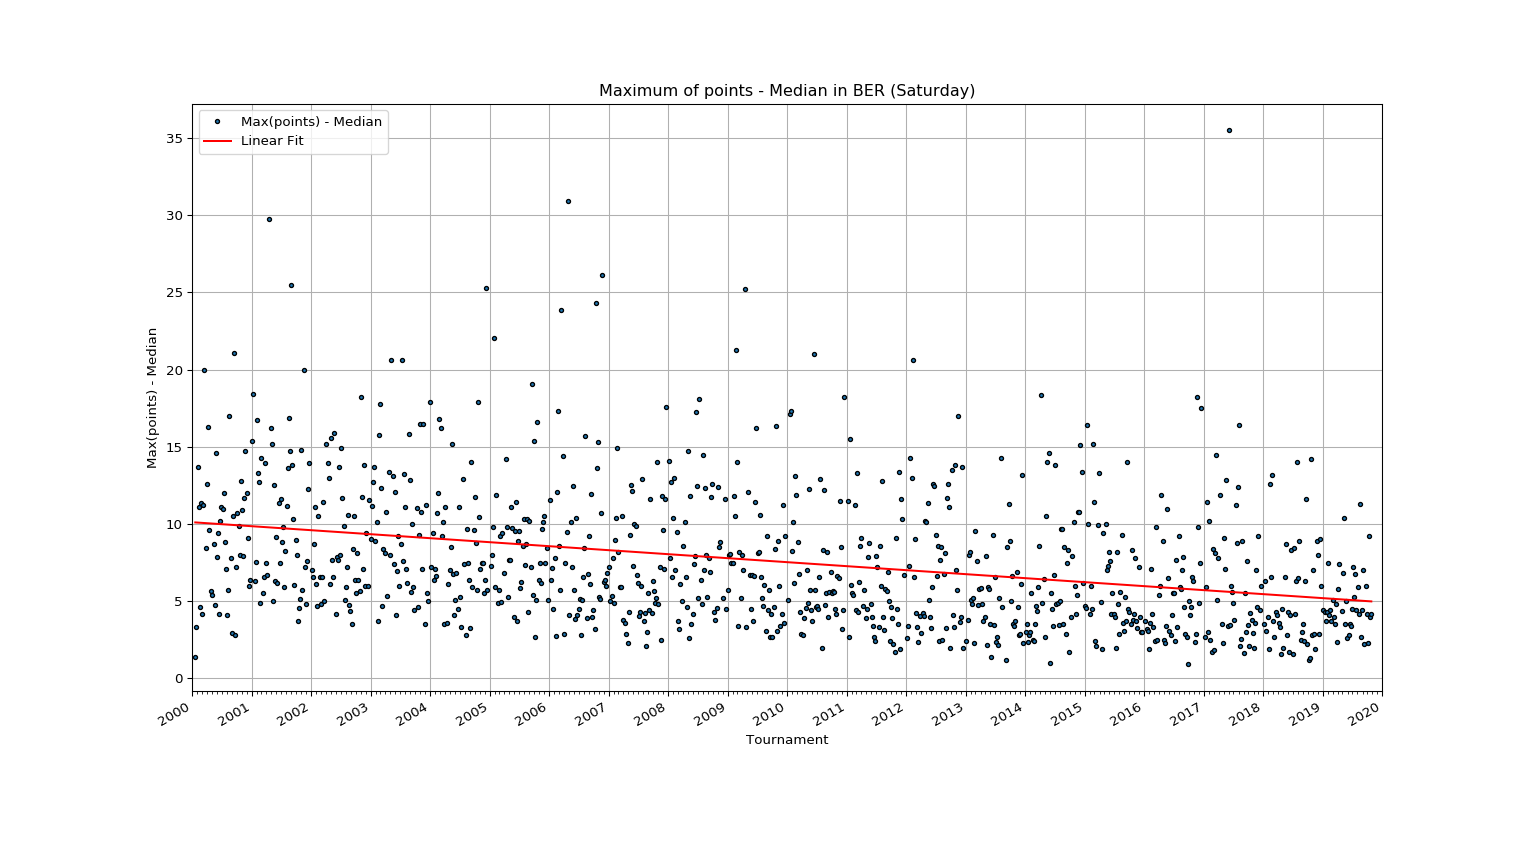 Maximum of points - Median in BER (Saturday)
Max(points) - Median
Linear Fit
35
30
25
20
15
10
5
0
Max(points) - Median
2000 2001 2002 2003 2004 2005 2006 2007 2008 2009 2010 2011 2012 2013 2014 2015 2016 2017 2018 2019 2020
Tournament